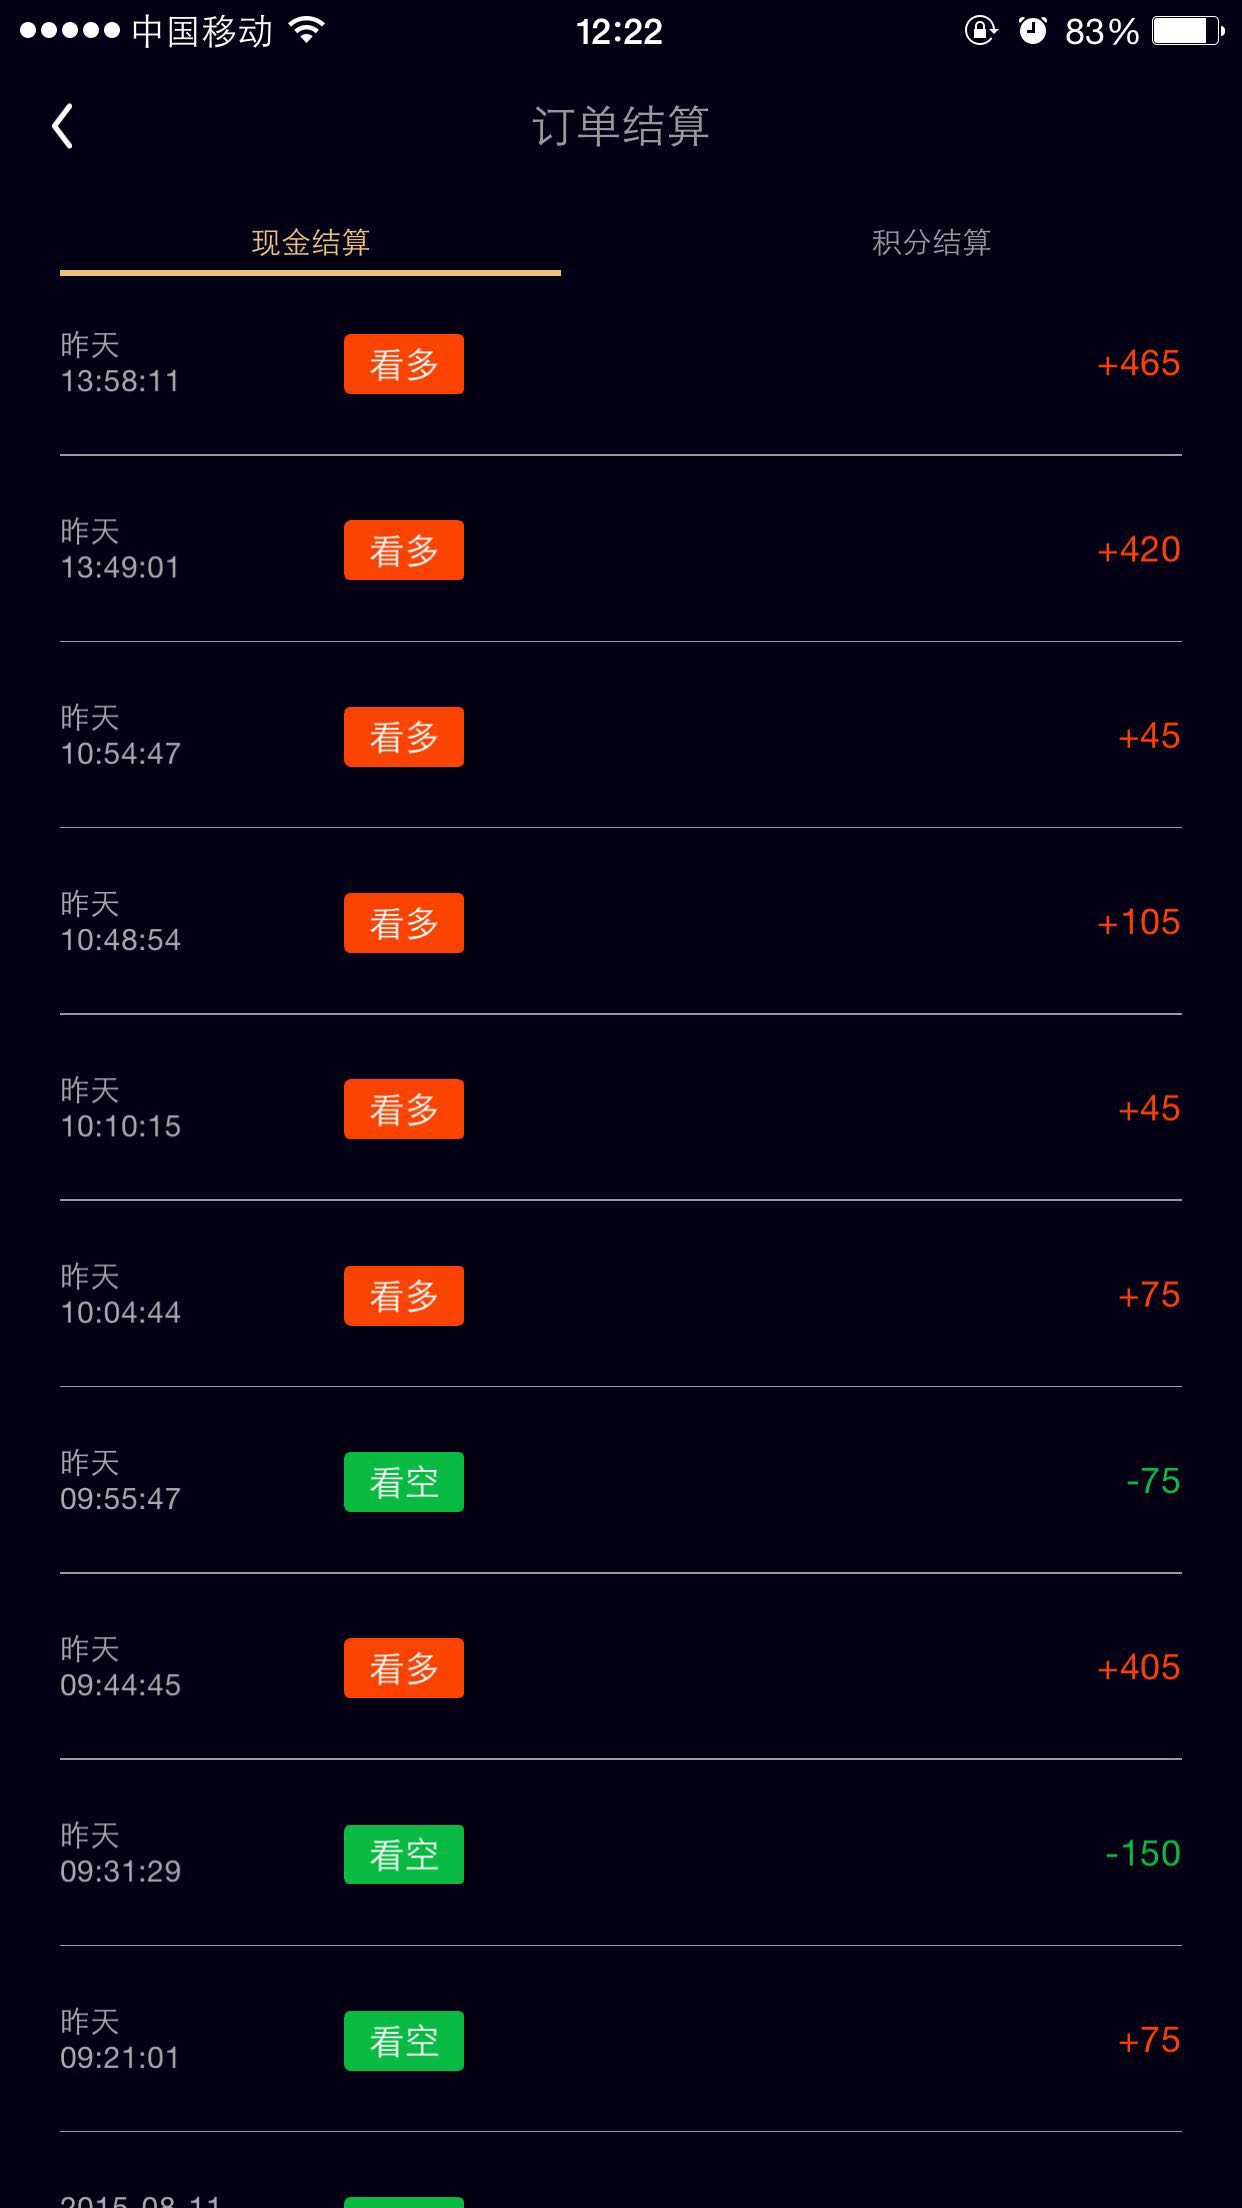 中国移动 12:22 83%
订单结算
现金结算 积分结算
昨天
13:58:11 看多 +465
昨天
13:49:01 看多 +420
昨天
10:54:47 看多 +45
昨天
10:48:54 看多 +105
昨天
10:10:15 看多 +45
昨天
10:04:44 看多 +75
昨天
09:55:47 看空 -75
昨天
09:44:45 看多 +405
昨天
09:31:29 看空 -150
昨天
09:21:01 看空 +75
2015-08-11